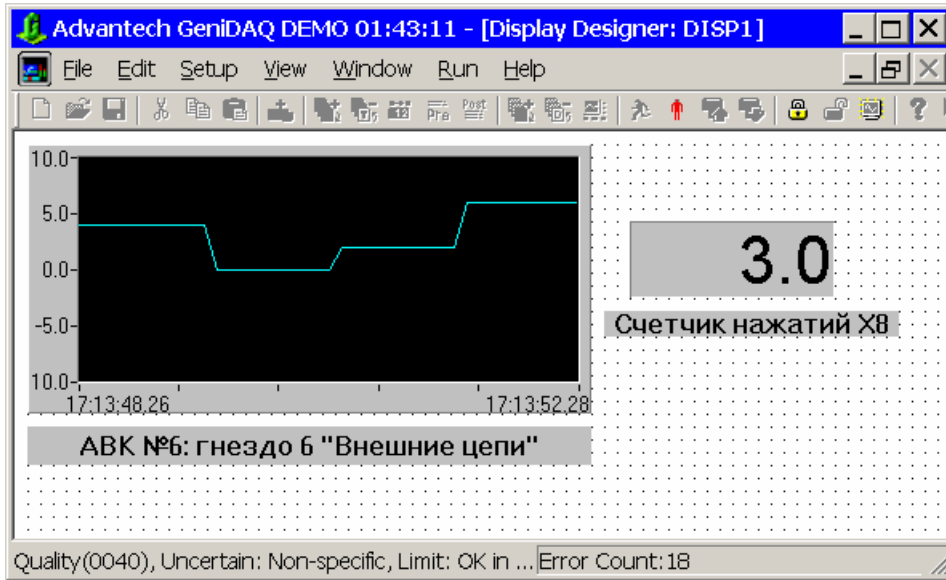 Advantech GeniDAQ DEMO 01:43:11 - [Display Designer: DISP1]
File Edit Setup View Window Run Help
Post
Pre
10.0-
5.0-
0.0-
-5.0-
10.0-
17:13:48,26 17:13:52,28
3.0
Счетчик нажатий X8
АВК №6: гнездо 6 "Внешние цепи"
Quality(0040), Uncertain: Non-specific, Limit: OK in ... Error Count:18